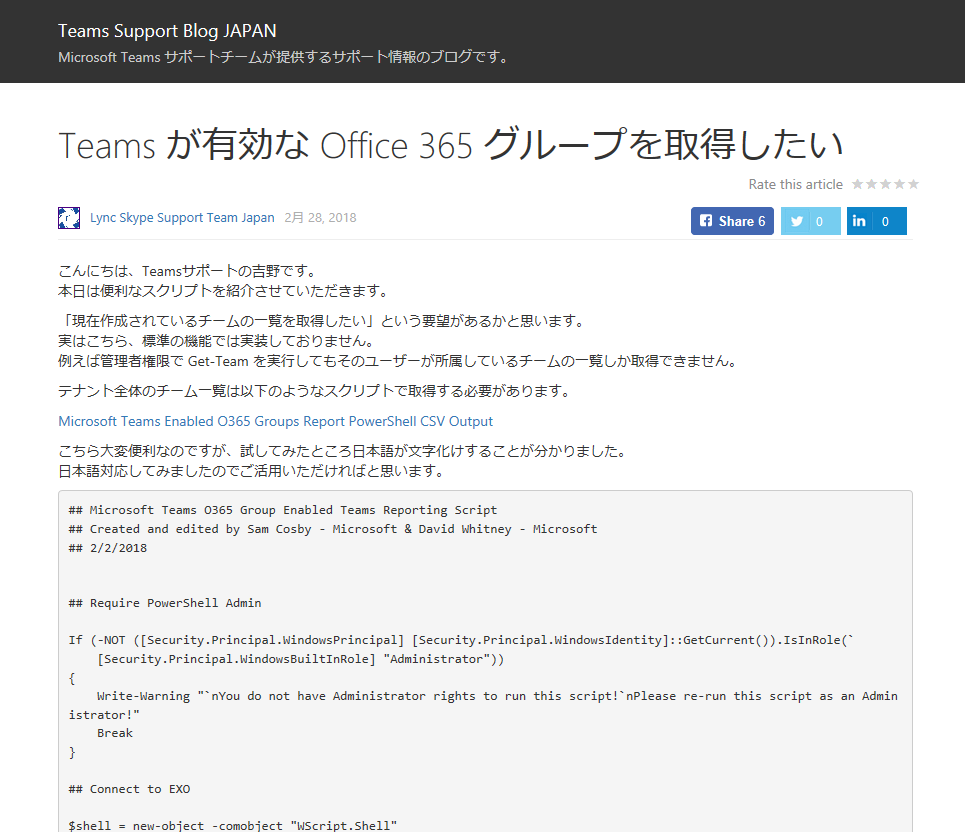 Teams Support Blog JAPAN
Microsoft Teams サポートチームが提供するサポート情報のブログです。
Teams が有効な Office 365 グループを取得したい
Rate this article
Lync Skype Support Team Japan 2月 28, 2018
Share 6 0 in 0
こんにちは、Teamsサポートの吉野です。
本日は便利なスクリプトを紹介させていただきます。
「現在作成されているチームの一覧を取得したい」という要望があるかと思います。
実はこちら、標準の機能では実装しておりません。
例えば管理者権限で Get-Team を実行してもそのユーザーが所属しているチームの一覧しか取得できません。
テナント全体のチーム一覧は以下のようなスクリプトで取得する必要があります。
Microsoft Teams Enabled O365 Groups Report PowerShell CSV Output
こちら大変便利なのですが、試してみたところ日本語が文字化けすることが分かりました。
日本語対応してみましたのでご活用いただければと思います。
## Microsoft Teams O365 Group Enabled Teams Reporting Script
## Created and edited by Sam Cosby - Microsoft & David Whitney - Microsoft
## 2/2/2018
## Require PowerShell Admin
If (-NOT ([Security.Principal.WindowsPrincipal] [Security.Principal.WindowsIdentity]::GetCurrent()).IsInRole(`
    [Security.Principal.WindowsBuiltInRole] "Administrator"))
{
    Write-Warning "`nYou do not have Administrator rights to run this script!`nPlease re-run this script as an Admin
istrator!"
    Break
}
## Connect to EXO
$shell = new-object -comobject "WScript.Shell"